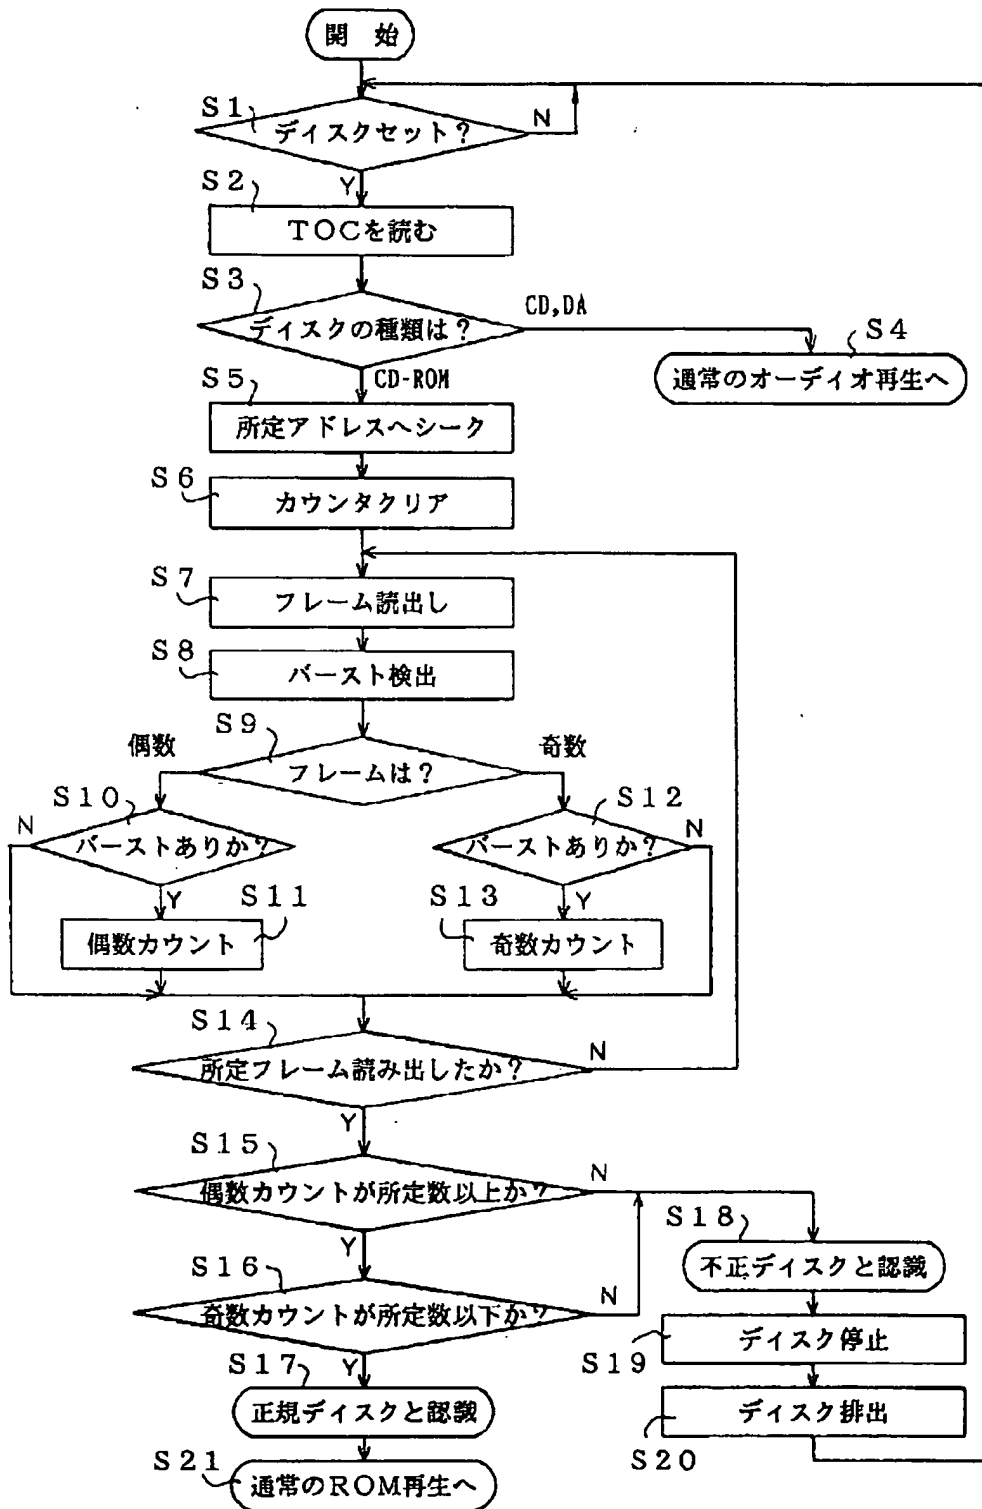 開 始
S1
ディスクセット?
N
Y
S2
TOCを読む
S3
ディスクの種類は?
CD,DA
S4
通常のオーディオ再生へ
CD-ROM
S5
所定アドレスへシーク
S6
カウンタクリア
S7
フレーム読出し
S8
バースト検出
S9
偶数
フレームは?
奇数
S10
N
バーストありか?
Y
S12
バーストありか?
N
Y
S11
偶数カウント
S13
奇数カウント
S14
所定フレーム読み出したか?
N
Y
S15
偶数カウントが所定数以上か?
N
Y
S16
奇数カウントが所定数以下か?
N
Y
S18
不正ディスクと認識
S19
ディスク停止
S17
正規ディスクと認識
S20
ディスク排出
S21
通常のROM再生へ